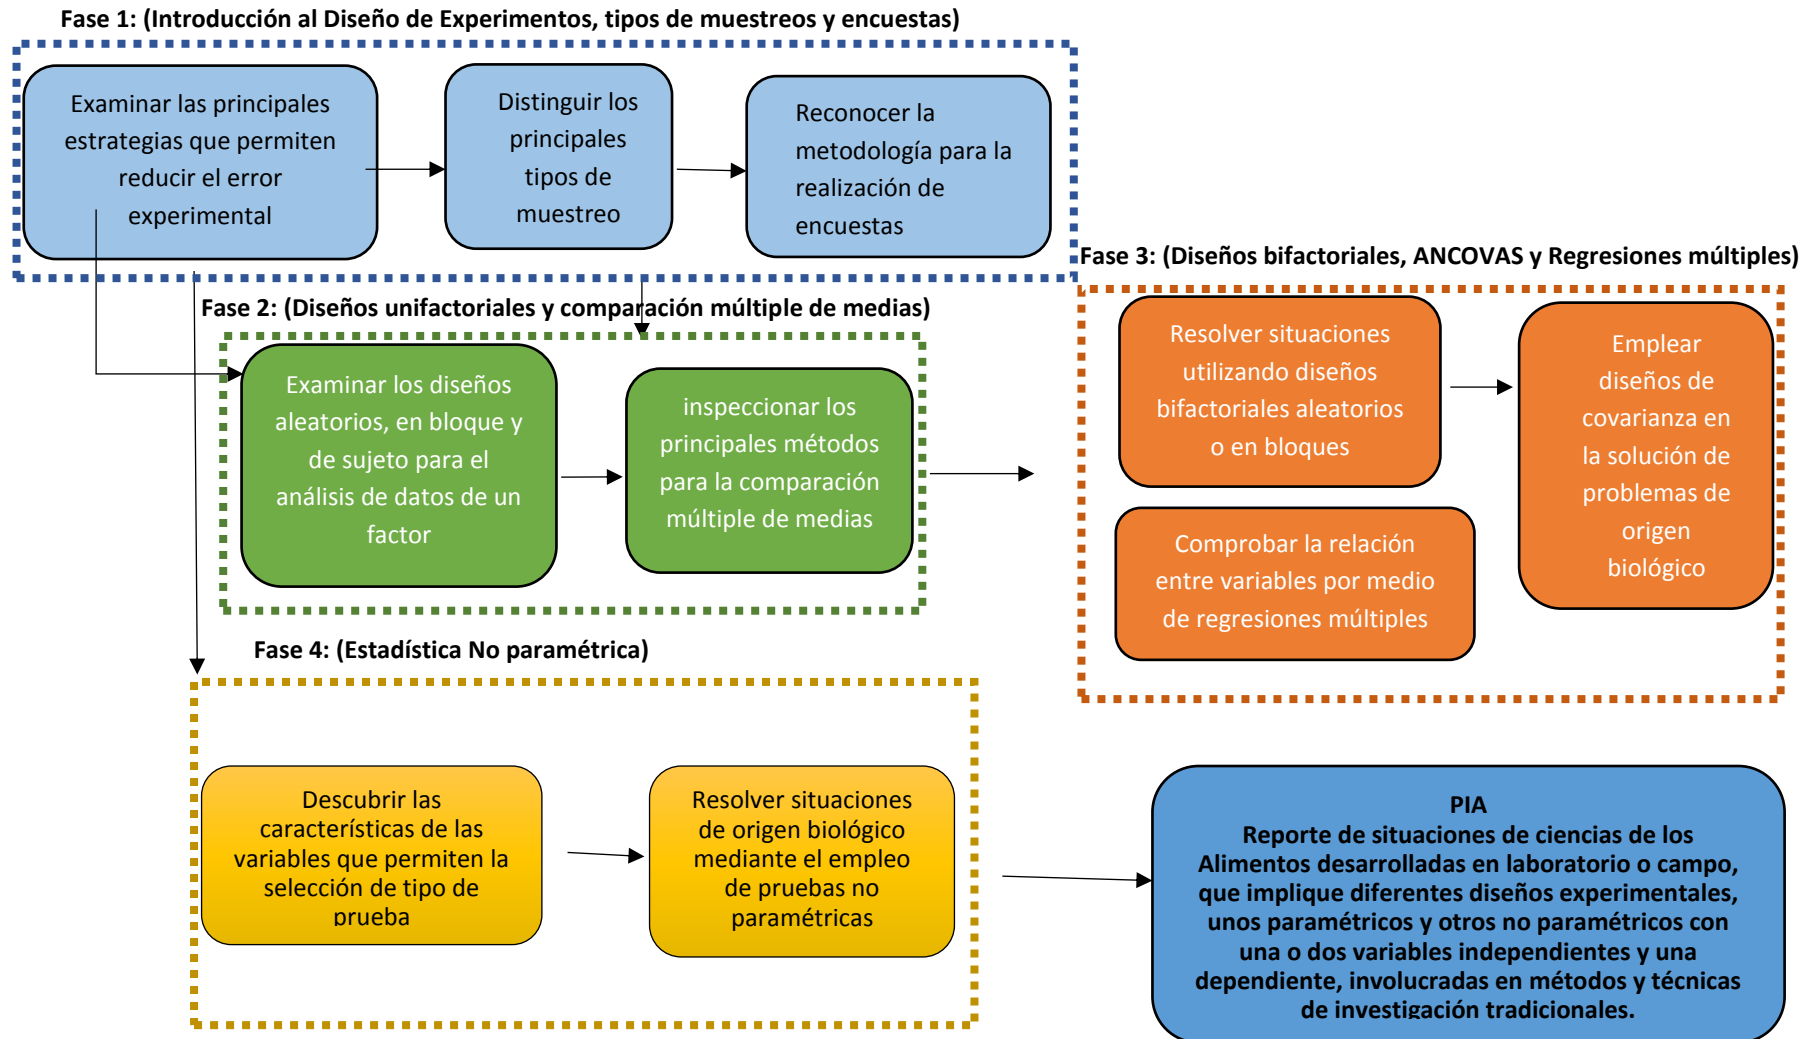 Fase 1: (Introducción al Diseño de Experimentos, tipos de muestreos y encuestas)
Examinar las principales
estrategias que permiten
reducir el error
experimental
Distinguir los
principales
tipos de
muestreo
Reconocer la
metodología para la
realización de
encuestas
Fase 2: (Diseños unifactoriales y comparación múltiple de medias)
Examinar los diseños
aleatorios, en bloque y
de sujeto para el
análisis de datos de un
factor
inspeccionar los
principales métodos
para la comparación
múltiple de medias
Fase 3: (Diseños bifactoriales, ANCOVAS y Regresiones múltiples)
Resolver situaciones
utilizando diseños
bifactoriales aleatorios
o en bloques
Emplear
diseños de
covarianza en
la solución de
problemas de
origen
biológico
Comprobar la relación
entre variables por medio
de regresiones múltiples
Fase 4: (Estadística No paramétrica)
Descubrir las
características de las
variables que permiten la
selección de tipo de
prueba
Resolver situaciones
de origen biológico
mediante el empleo
de pruebas no
paramétricas
PIA
Reporte de situaciones de ciencias de los
Alimentos desarrolladas en laboratorio o campo,
que implique diferentes diseños experimentales,
unos paramétricos y otros no paramétricos con
una o dos variables independientes y una
dependiente, involucradas en métodos y técnicas
de investigación tradicionales.